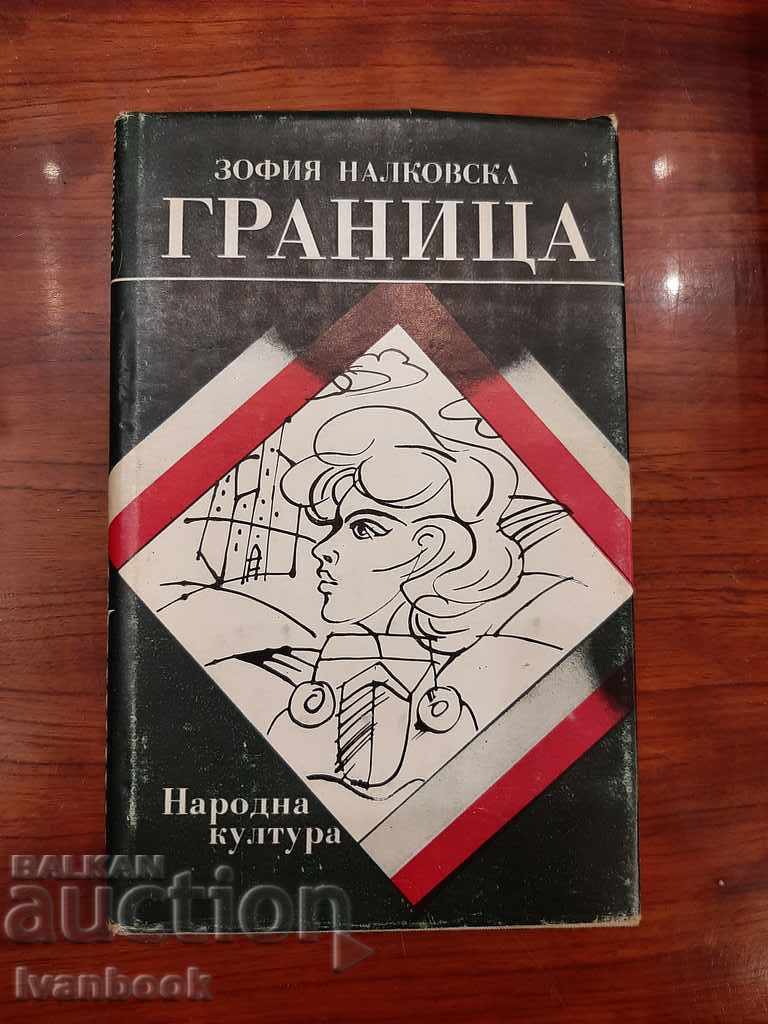 ЗОФИЯ НАЛКОВСКА
ГРАНИЦА
Народна
култура
BALKAN
auction
Ivanbook